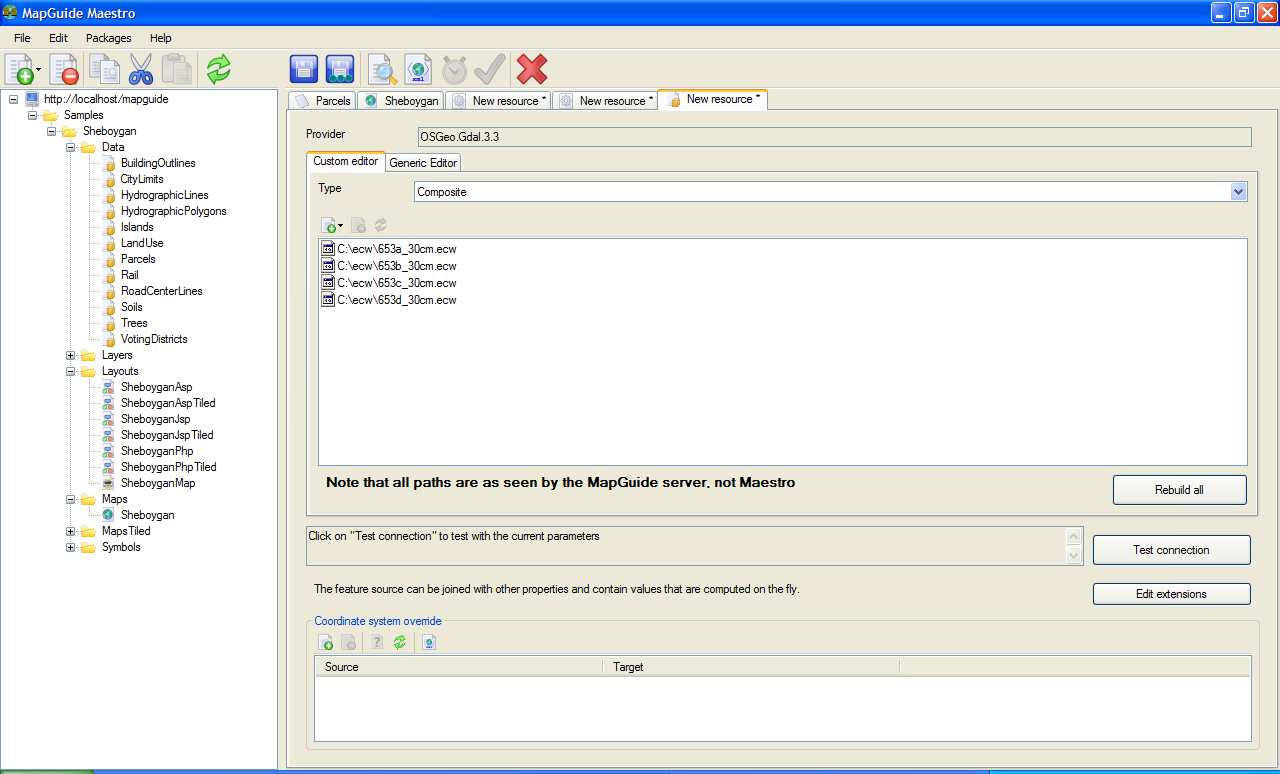 MapGuide Maestro
File Edit Packages Help
http://localhost/mapguide
Samples
Sheboygan
Data
BuildingOutlines
CityLimits
HydrographicLines
HydrographicPolygons
Islands
LandUse
Parcels
Rail
RoadCenterLines
Soils
Trees
VotingDistricts
Layers
Layouts
SheboyganAsp
SheboyganAspTiled
SheboyganJsp
SheboyganJspTiled
SheboyganPhp
SheboyganPhpTiled
SheboyganMap
Maps
Sheboygan
MapsTiled
Symbols
xml
Parcels Sheboygan New resource * New resource * New resource *
Provider OSGeo.Gdal.3.3
Custom editor Generic Editor
Type Composite
C:\ecw\653a_30cm.ecw
C:\ecw\653b_30cm.ecw
C:\ecw\653c_30cm.ecw
C:\ecw\653d_30cm.ecw
Note that all paths are as seen by the MapGuide server, not Maestro
Rebuild all
Click on "Test connection" to test with the current parameters
Test connection
The feature source can be joined with other properties and contain values that are computed on the fly.
Edit extensions
Coordinate system override
Source Target